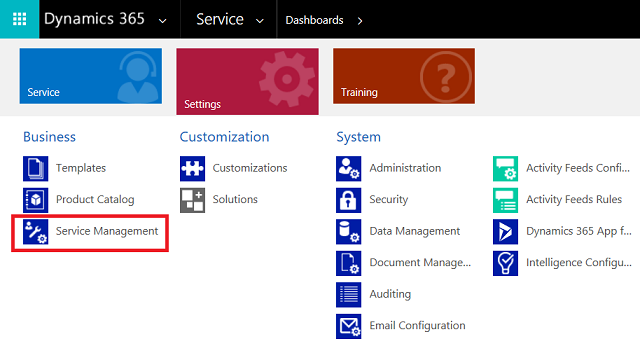 Dynamics 365 Service Dashboards
Service Settings Training
Business
Templates
Product Catalog
Service Management
Customization
Customizations
Solutions
System
Administration
Security
Data Management
Document Manage...
Auditing
Email Configuration
Activity Feeds Confi...
Activity Feeds Rules
Dynamics 365 App f...
Intelligence Configu...